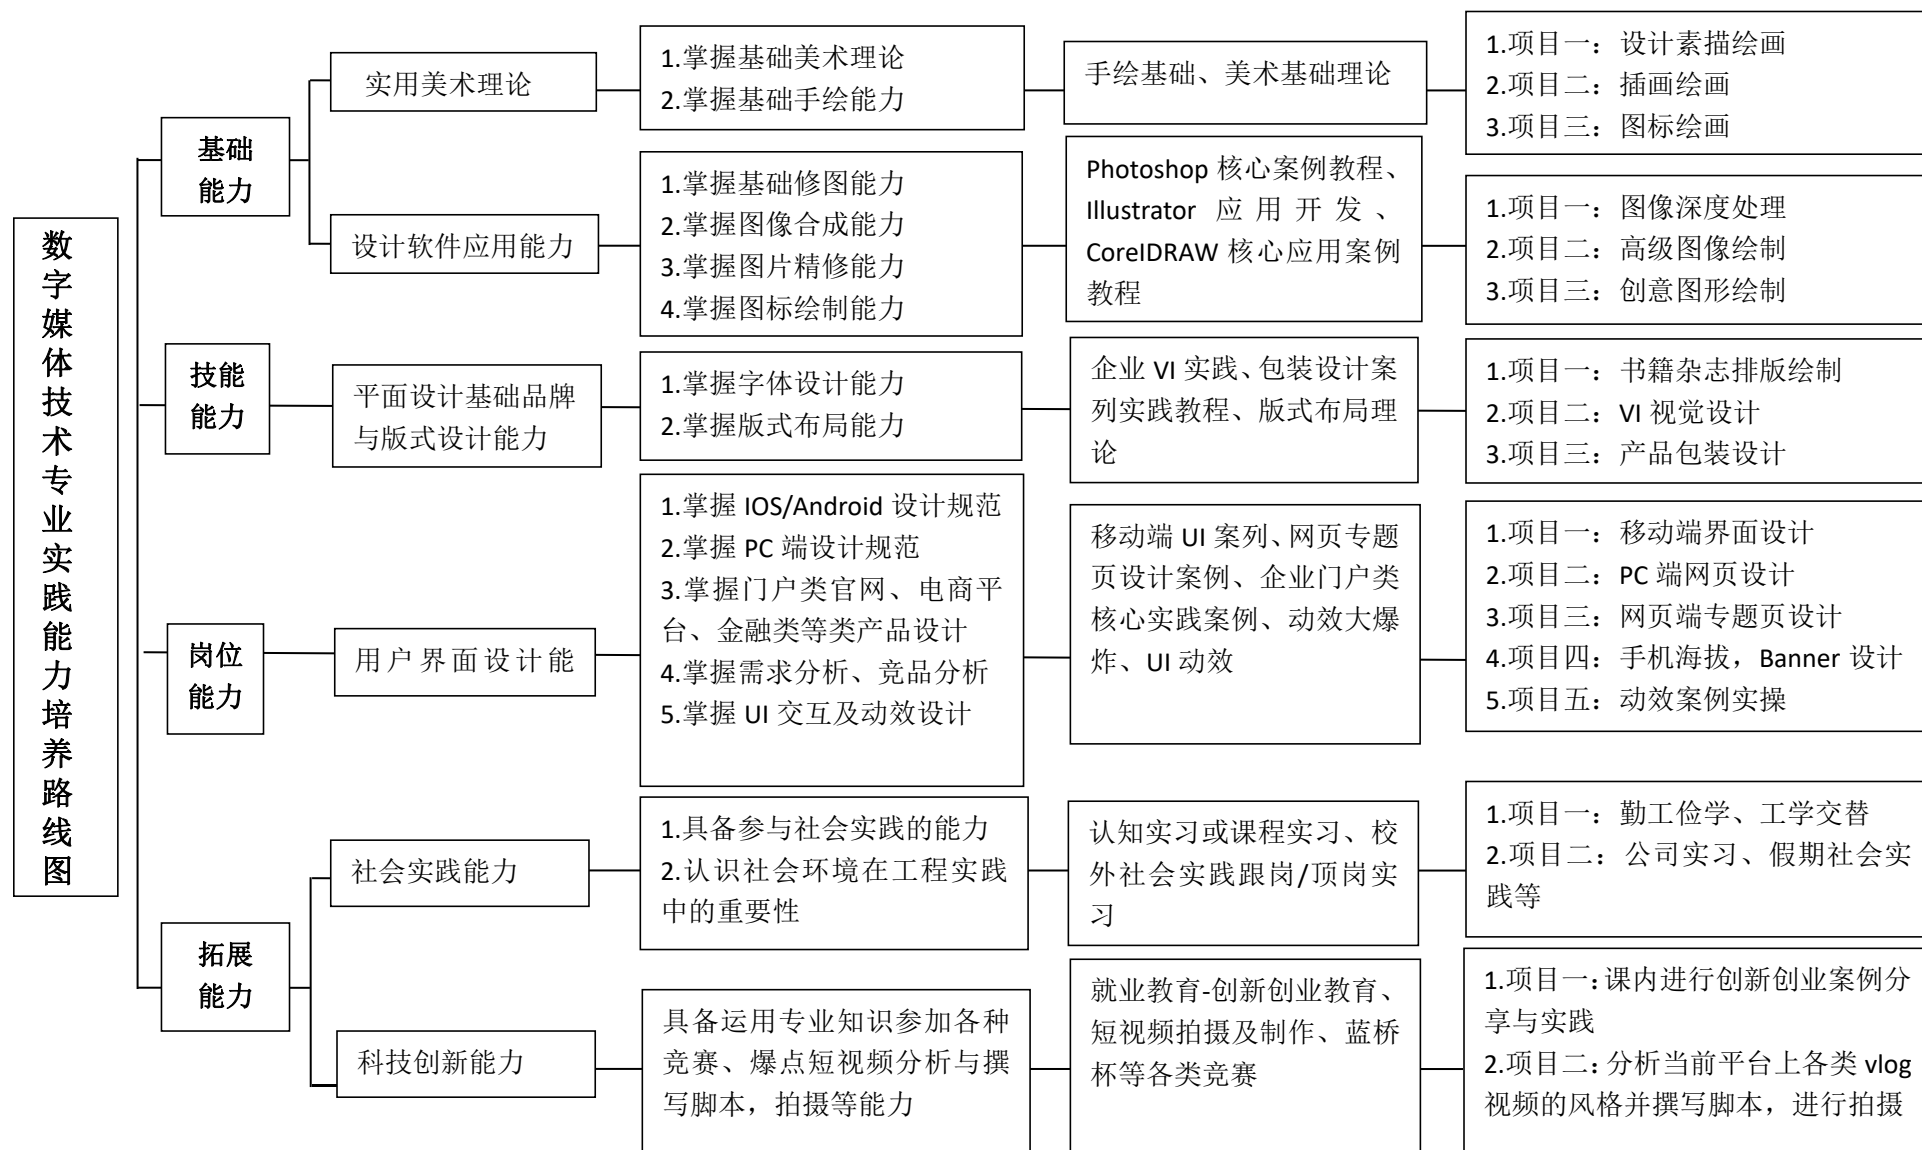 数字媒体技术专业实践能力培养路线图
基础
能力
实用美术理论
1.掌握基础美术理论
2.掌握基础手绘能力
手绘基础、美术基础理论
1.项目一：设计素描绘画
2.项目二：插画绘画
3.项目三：图标绘画
设计软件应用能力
1.掌握基础修图能力
2.掌握图像合成能力
3.掌握图片精修能力
4.掌握图标绘制能力
Photoshop 核心案例教程、
Illustrator 应用开发、
CorelDRAW 核心应用案例
教程
1.项目一：图像深度处理
2.项目二：高级图像绘制
3.项目三：创意图形绘制
技能
能力
平面设计基础品牌
与版式设计能力
1.掌握字体设计能力
2.掌握版式布局能力
企业 VI 实践、包装设计案
列实践教程、版式布局理
论
1.项目一：书籍杂志排版绘制
2.项目二：VI 视觉设计
3.项目三：产品包装设计
岗位
能力
用户界面设计能
1.掌握 IOS/Android 设计规范
2.掌握 PC 端设计规范
3.掌握门户类官网、电商平
台、金融类等类产品设计
4.掌握需求分析、竞品分析
5.掌握 UI 交互及动效设计
移动端 UI 案列、网页专题
页设计案例、企业门户类
核心实践案例、动效大爆
炸、UI 动效
1.项目一：移动端界面设计
2.项目二：PC 端网页设计
3.项目三：网页端专题页设计
4.项目四：手机海拔，Banner 设计
5.项目五：动效案例实操
拓展
能力
社会实践能力
1.具备参与社会实践的能力
2.认识社会环境在工程实践
中的重要性
认知实习或课程实习、校
外社会实践跟岗/顶岗实
习
1.项目一：勤工俭学、工学交替
2.项目二：公司实习、假期社会实
践等
科技创新能力
具备运用专业知识参加各种
竞赛、爆点短视频分析与撰
写脚本，拍摄等能力
就业教育-创新创业教育、
短视频拍摄及制作、蓝桥
杯等各类竞赛
1.项目一：课内进行创新创业案例分
享与实践
2.项目二：分析当前平台上各类 vlog
视频的风格并撰写脚本，进行拍摄